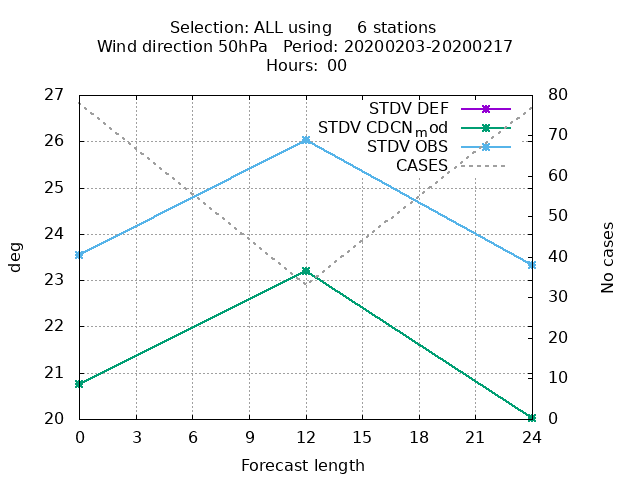 Selection: ALL using     6 stations
Wind direction 50hPa   Period: 20200203-20200217
Hours: 00
27 80
STDV DEF
STDV CDCN_mod
STDV OBS
CASES
26 70
25 60
24 50
23 40
22 30
21 20
20 10
0
deg
No cases
0 3 6 9 12 15 18 21 24
Forecast length